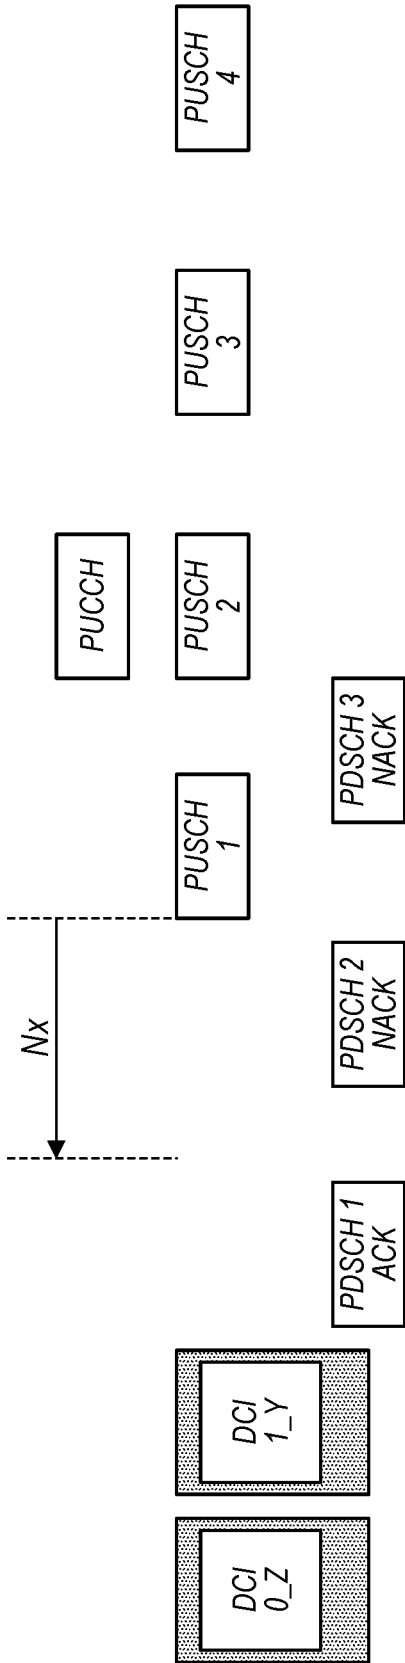 DCI
0_Z
DCI
1_Y
PDSCH 1
ACK
Nx
PDSCH 2
NACK
PUSCH
1
PDSCH 3
NACK
PUCCH
PUSCH
2
PUSCH
3
PUSCH
4